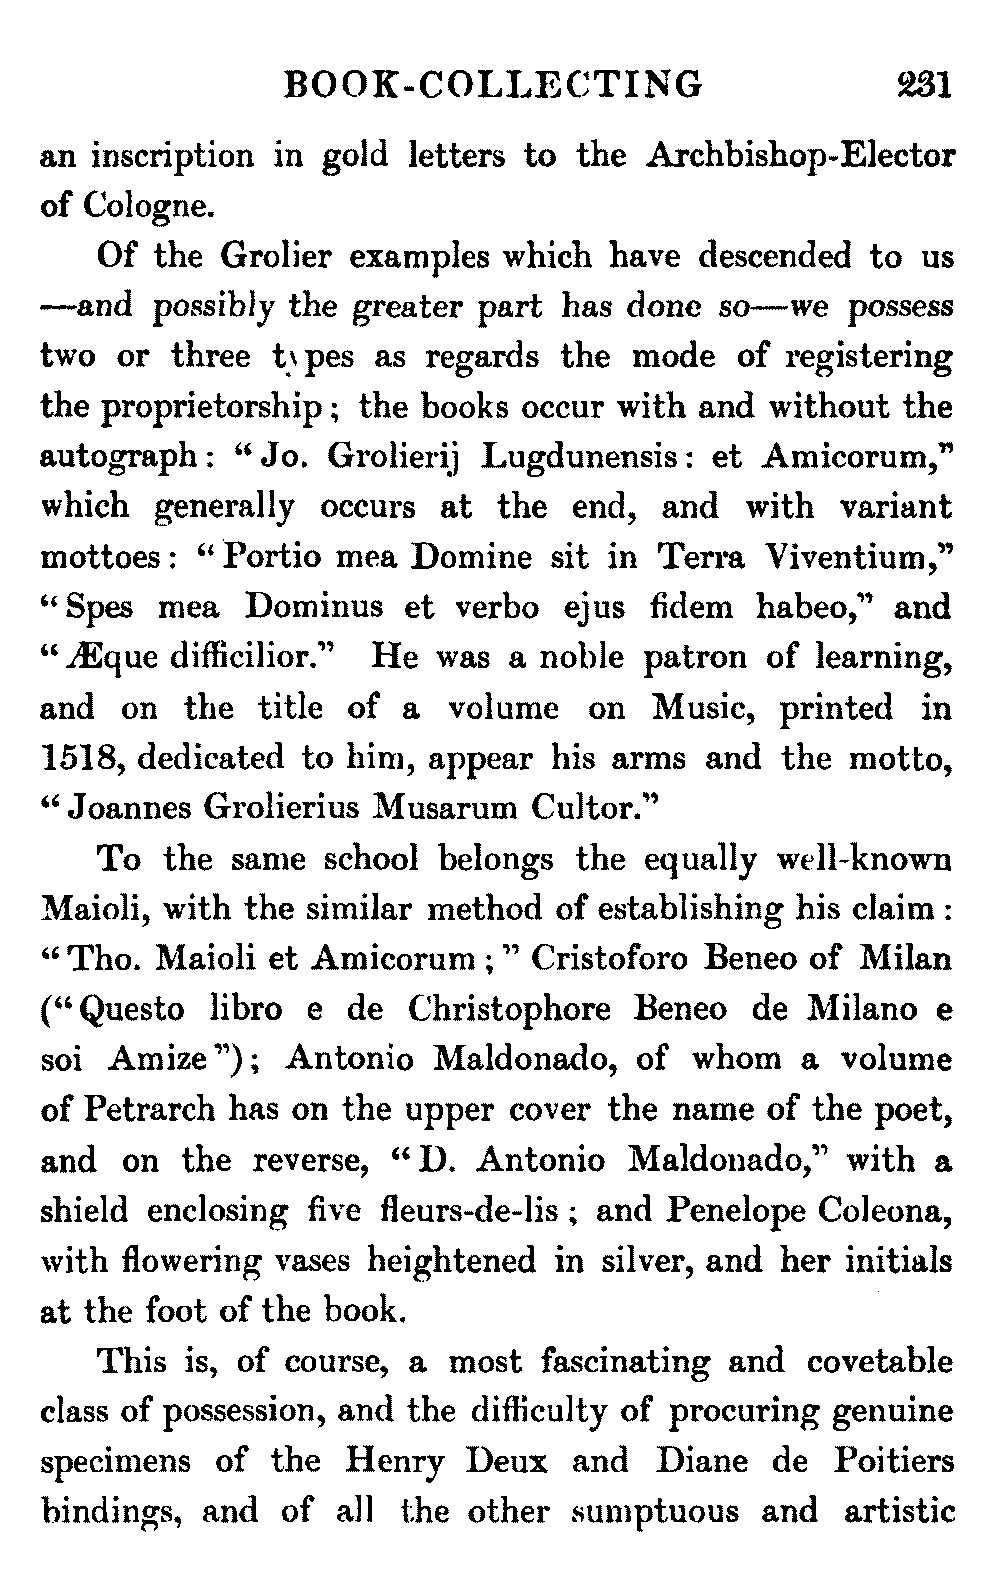 BOOK-COLLECTING 231
an inscription in gold letters to the Archbishop-Elector
of Cologne.
Of the Grolier examples which have descended to us
—and possibly the greater part has done so—we possess
two or three types as regards the mode of registering
the proprietorship; the books occur with and without the
autograph: “Jo. Grolierij Lugdunensis: et Amicorum,”
which generally occurs at the end, and with variant
mottoes: “Portio mea Domine sit in Terra Viventium,”
“Spes mea Dominus et verbo ejus fidem habeo,” and
“Æque difficilior.” He was a noble patron of learning,
and on the title of a volume on Music, printed in
1518, dedicated to him, appear his arms and the motto,
“Joannes Grolierius Musarum Cultor.”
To the same school belongs the equally well-known
Maioli, with the similar method of establishing his claim:
“Tho. Maioli et Amicorum;” Cristoforo Beneo of Milan
(“Questo libro e de Christophore Beneo de Milano e
soi Amize”); Antonio Maldonado, of whom a volume
of Petrarch has on the upper cover the name of the poet,
and on the reverse, “D. Antonio Maldonado,” with a
shield enclosing five fleurs-de-lis; and Penelope Coleona,
with flowering vases heightened in silver, and her initials
at the foot of the book.
This is, of course, a most fascinating and covetable
class of possession, and the difficulty of procuring genuine
specimens of the Henry Deux and Diane de Poitiers
bindings, and of all the other sumptuous and artistic